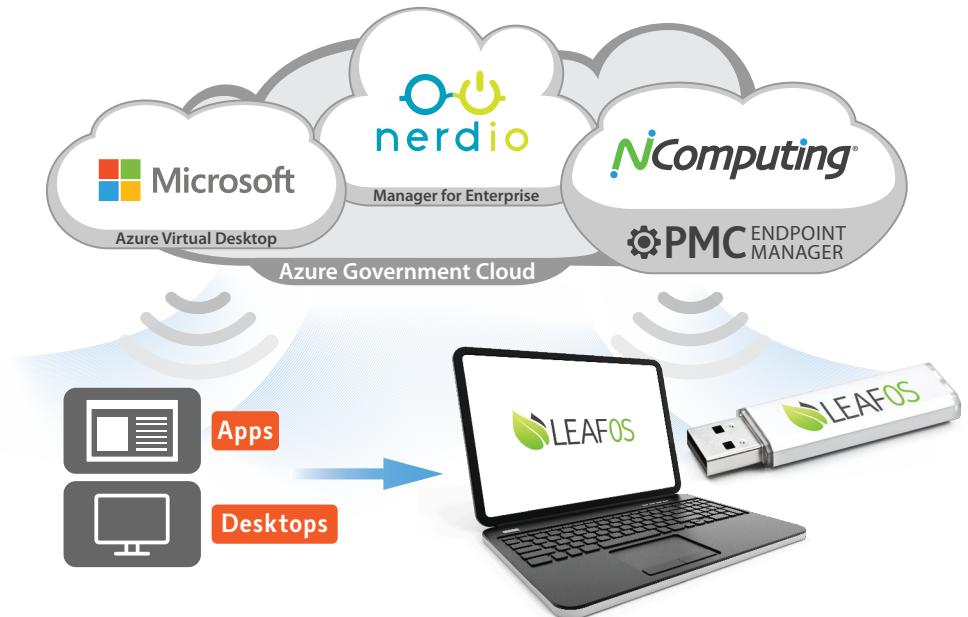 nerdio
Manager for Enterprise
Microsoft
Azure Virtual Desktop
NComputing®
PMC ENDPOINT
MANAGER
Azure Government Cloud
Apps
Desktops
LEAFOS
LEAFOS